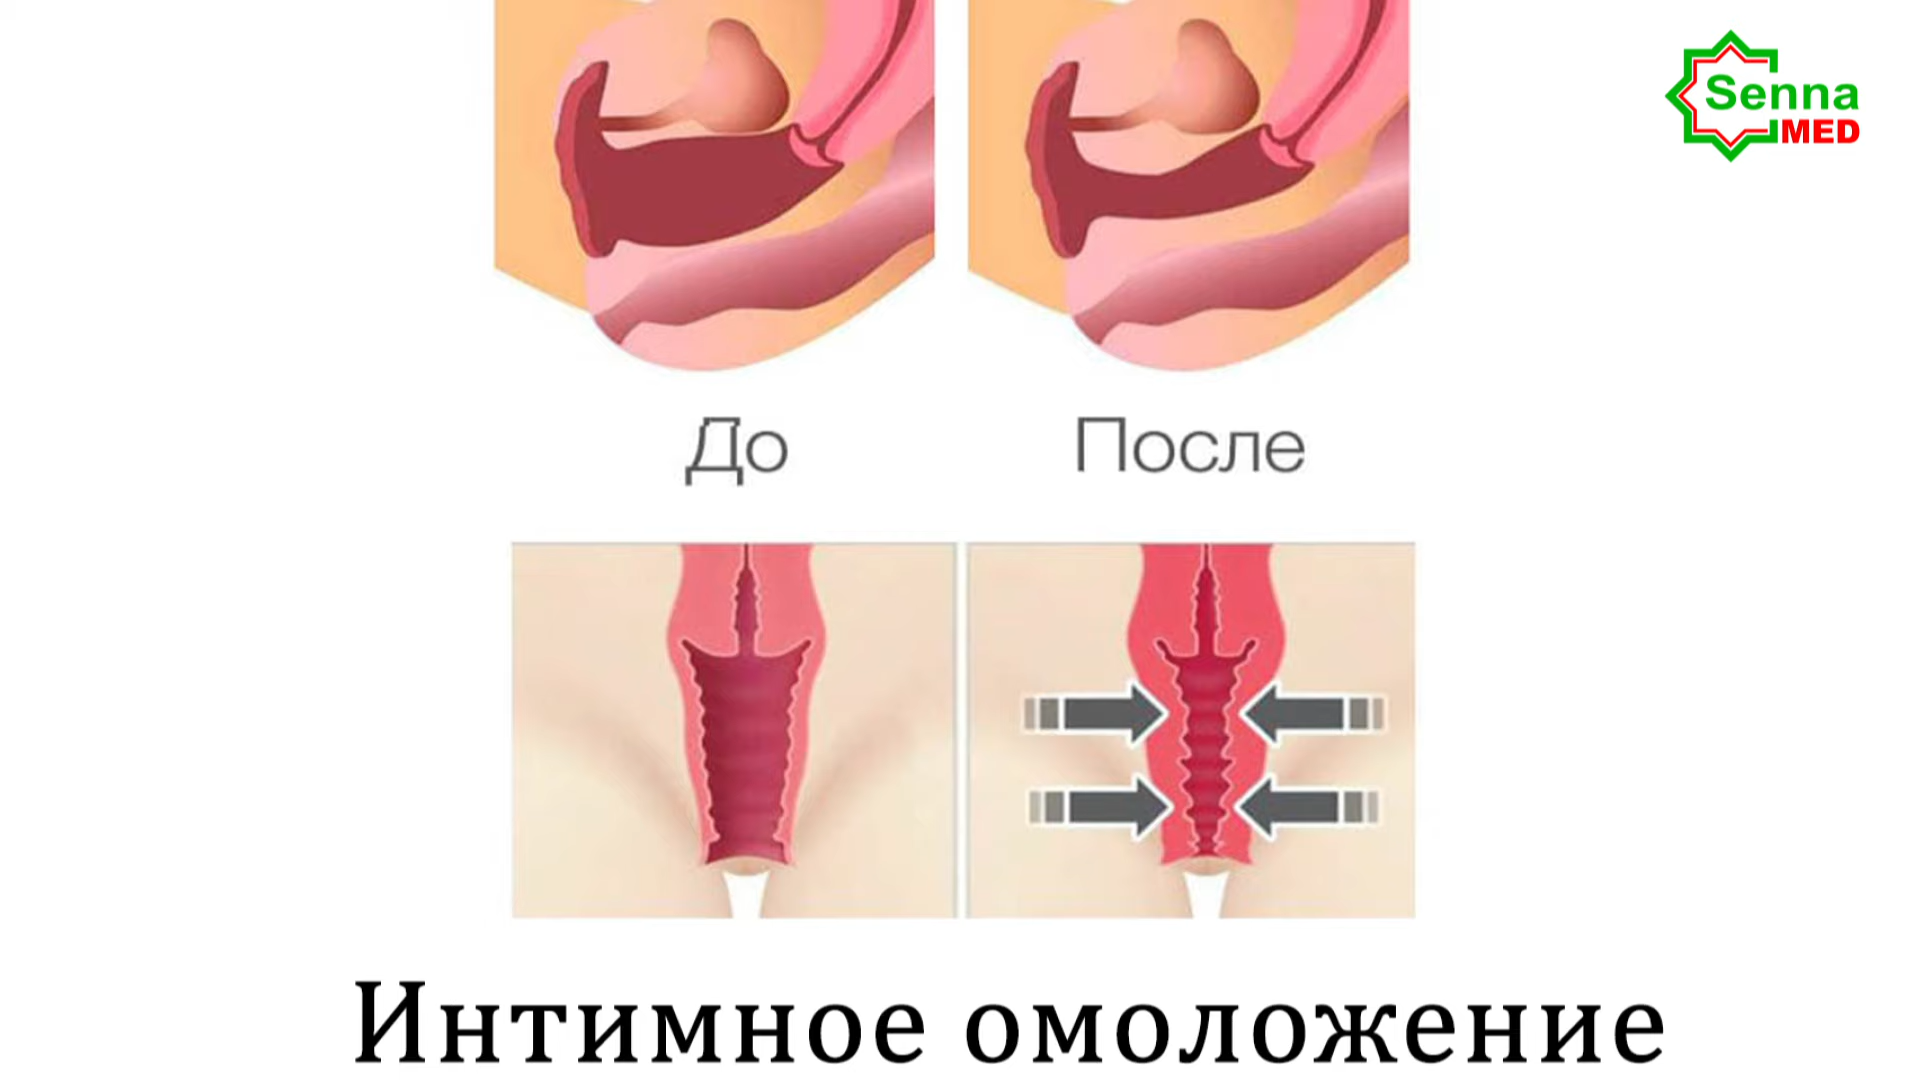 Senna
MED
До
После
Интимное омоложение